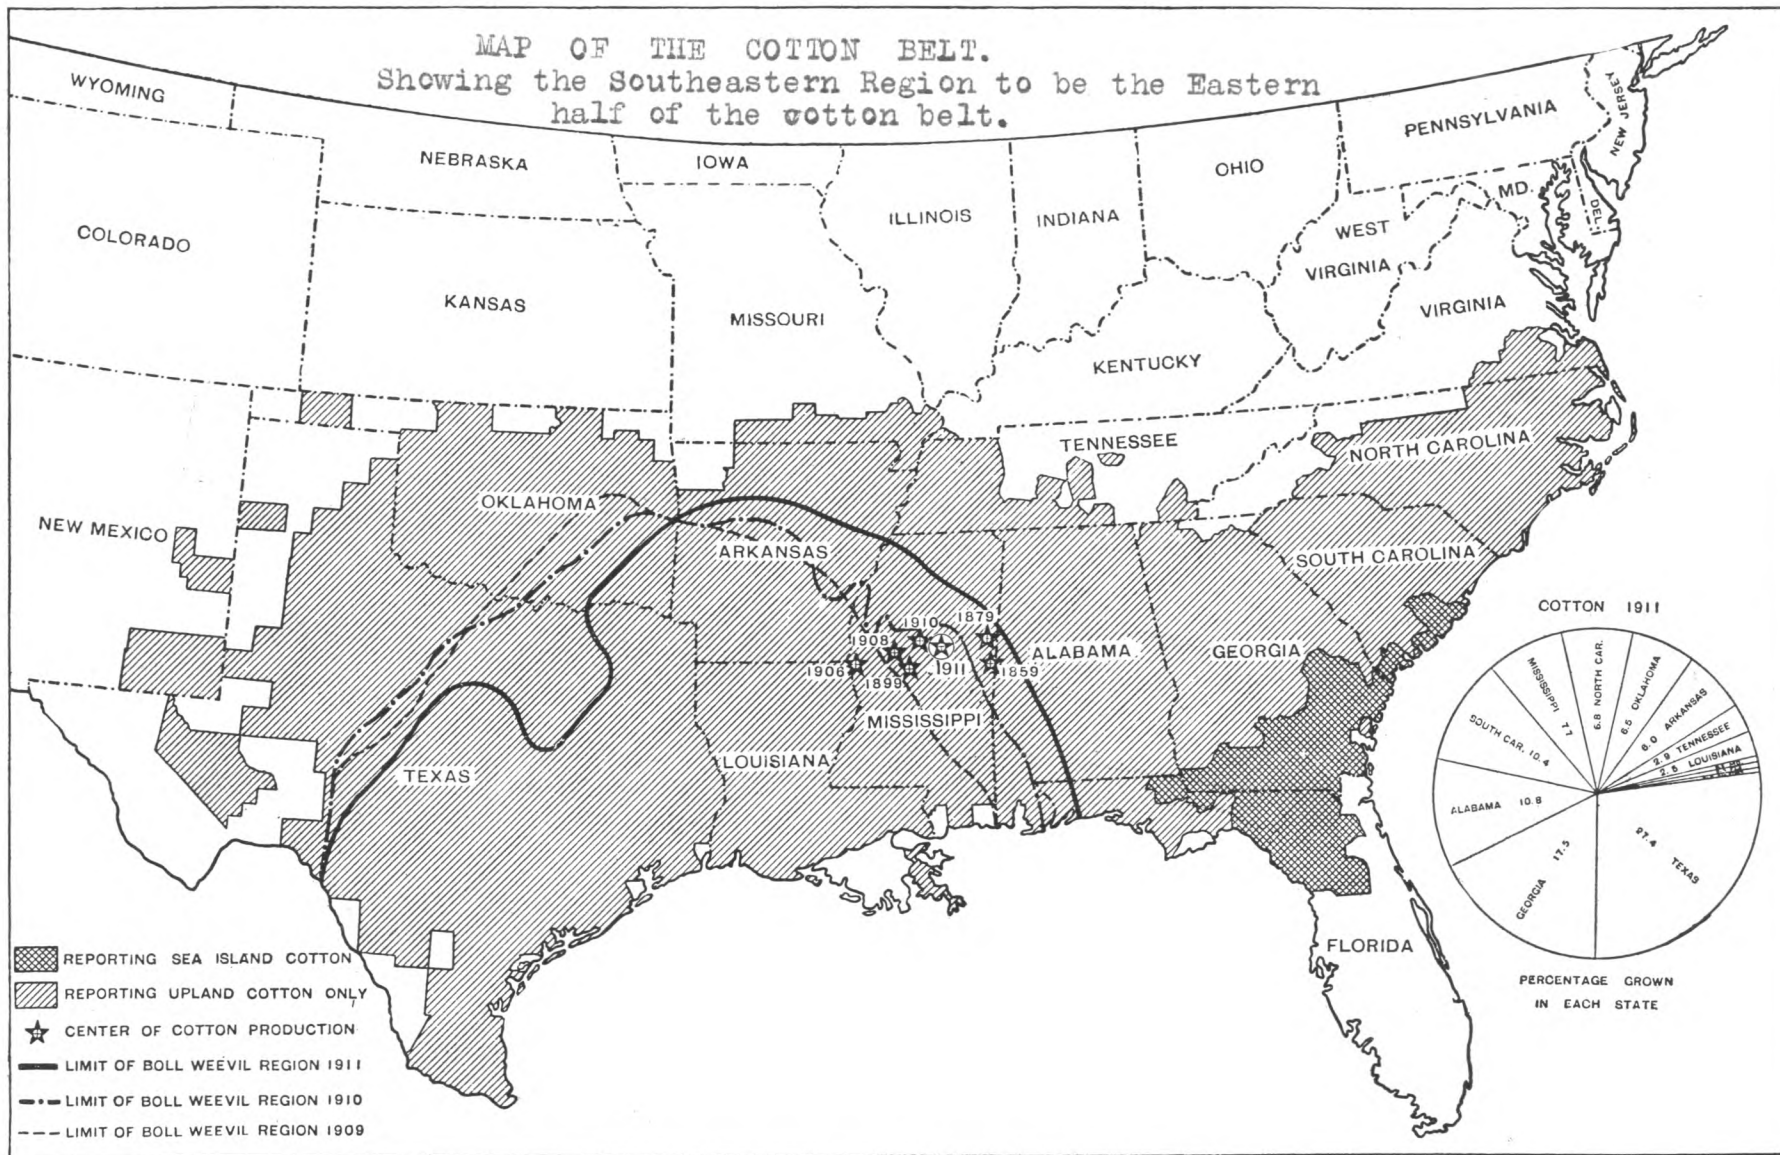 MAP OF THE COTTON BELT.
Showing the Southeastern Region to be the Eastern
half of the cotton belt.
WYOMING
NEBRASKA
IOWA
ILLINOIS
INDIANA
OHIO
PENNSYLVANIA
NEW JERSEY
MD.
DEL.
COLORADO
KANSAS
MISSOURI
KENTUCKY
WEST
VIRGINIA
VIRGINIA
TENNESSEE
NORTH CAROLINA
NEW MEXICO
OKLAHOMA
ARKANSAS
SOUTH CAROLINA
1910
1879
1908
1906
1899
1911
1859
ALABAMA
GEORGIA
MISSISSIPPI
TEXAS
LOUISIANA
FLORIDA
COTTON 1911
MISSISSIPPI 7.7
6.8 NORTH CAR.
6.5 OKLAHOMA
6.0 ARKANSAS
2.9 TENNESSEE
2.5 LOUISIANA
SOUTH CAR. 10.4
ALABAMA 10.8
GEORGIA 17.5
27.4 TEXAS
PERCENTAGE GROWN
IN EACH STATE
REPORTING SEA ISLAND COTTON
REPORTING UPLAND COTTON ONLY
CENTER OF COTTON PRODUCTION
LIMIT OF BOLL WEEVIL REGION 1911
LIMIT OF BOLL WEEVIL REGION 1910
LIMIT OF BOLL WEEVIL REGION 1909